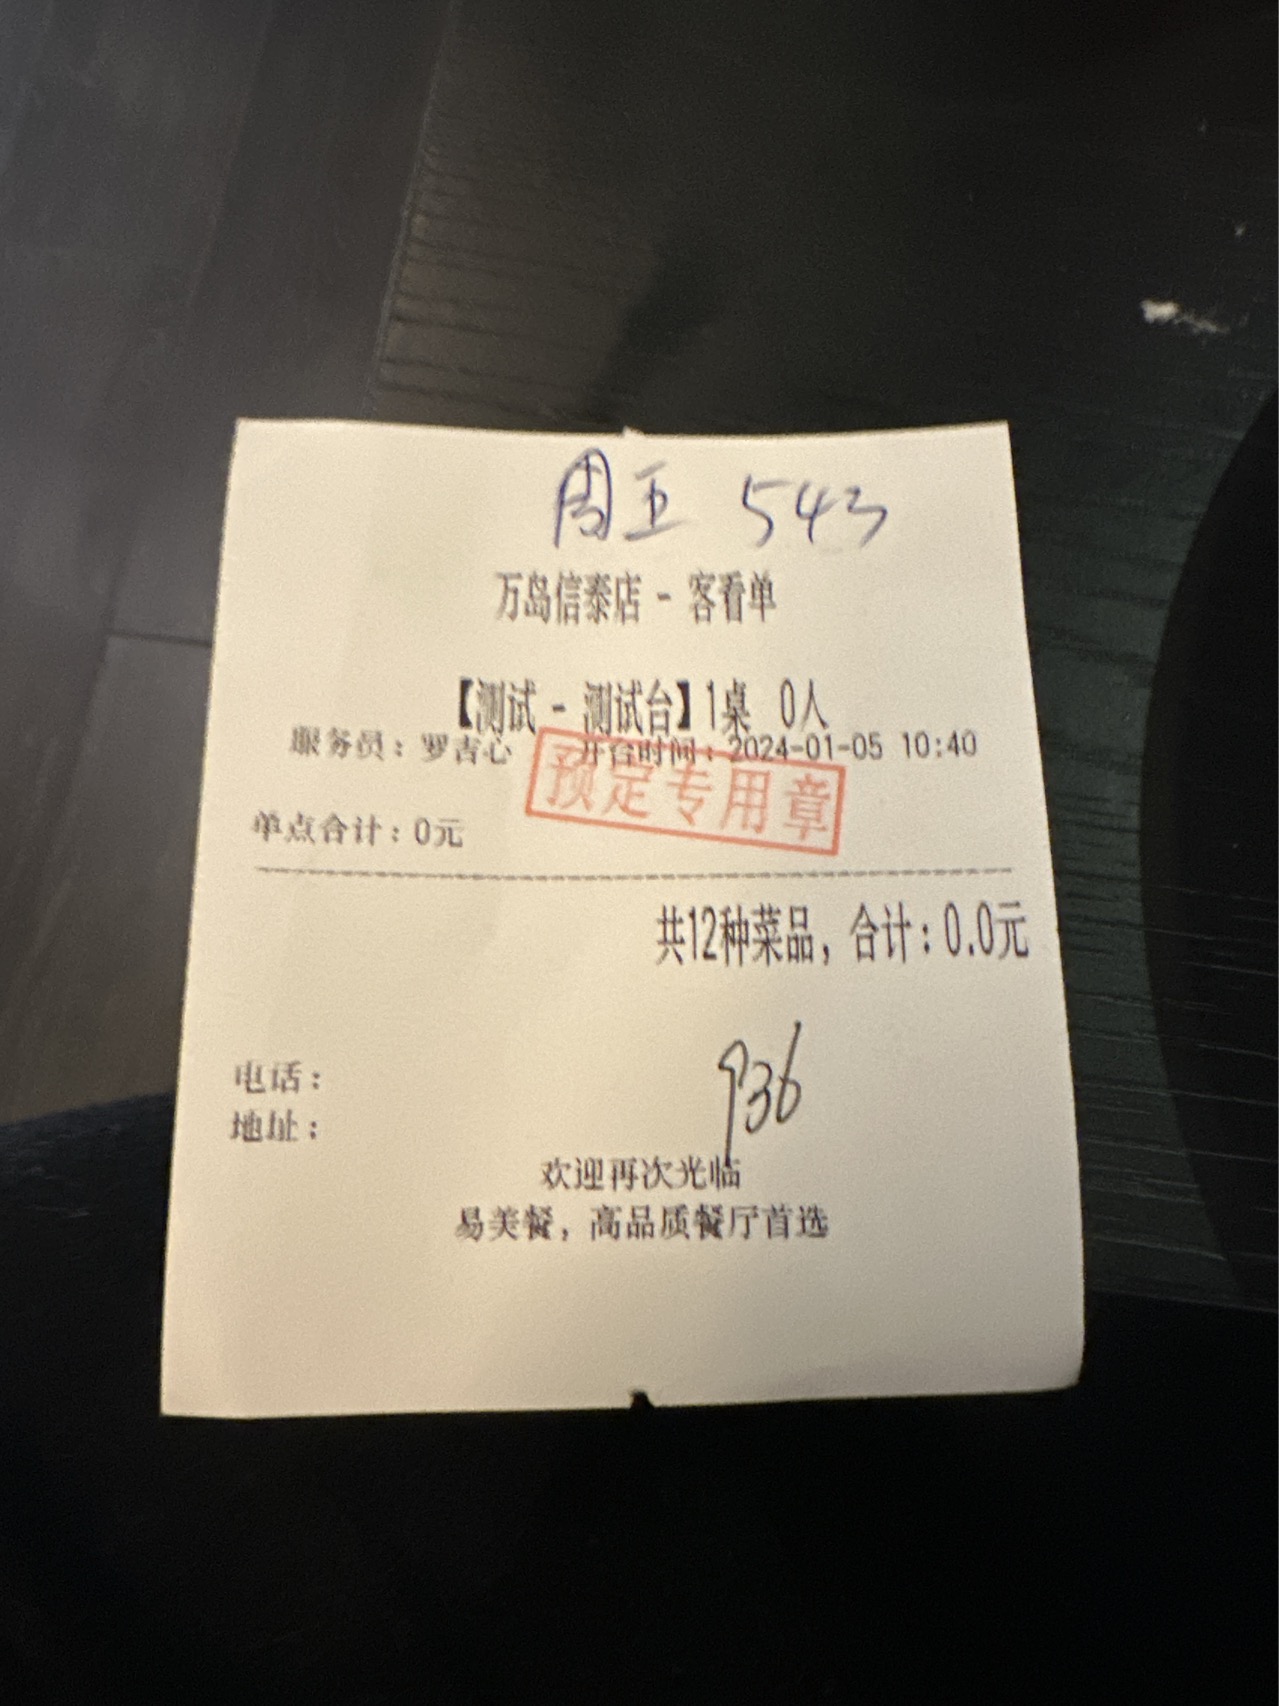 周五 543
万岛信泰店 - 客看单
【测试 - 测试台】1桌 0人
服务员：罗吉心 开台时间：2024-01-05 10:40
预定专用章
单点合计：0元
共12种菜品，合计：0.0元
936
电话：
地址：
欢迎再次光临
易美餐，高品质餐厅首选